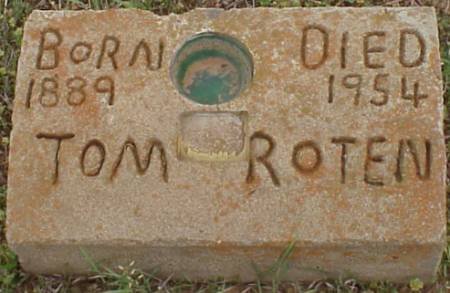 BORN DIED
1889 1954
TOM ROTEN